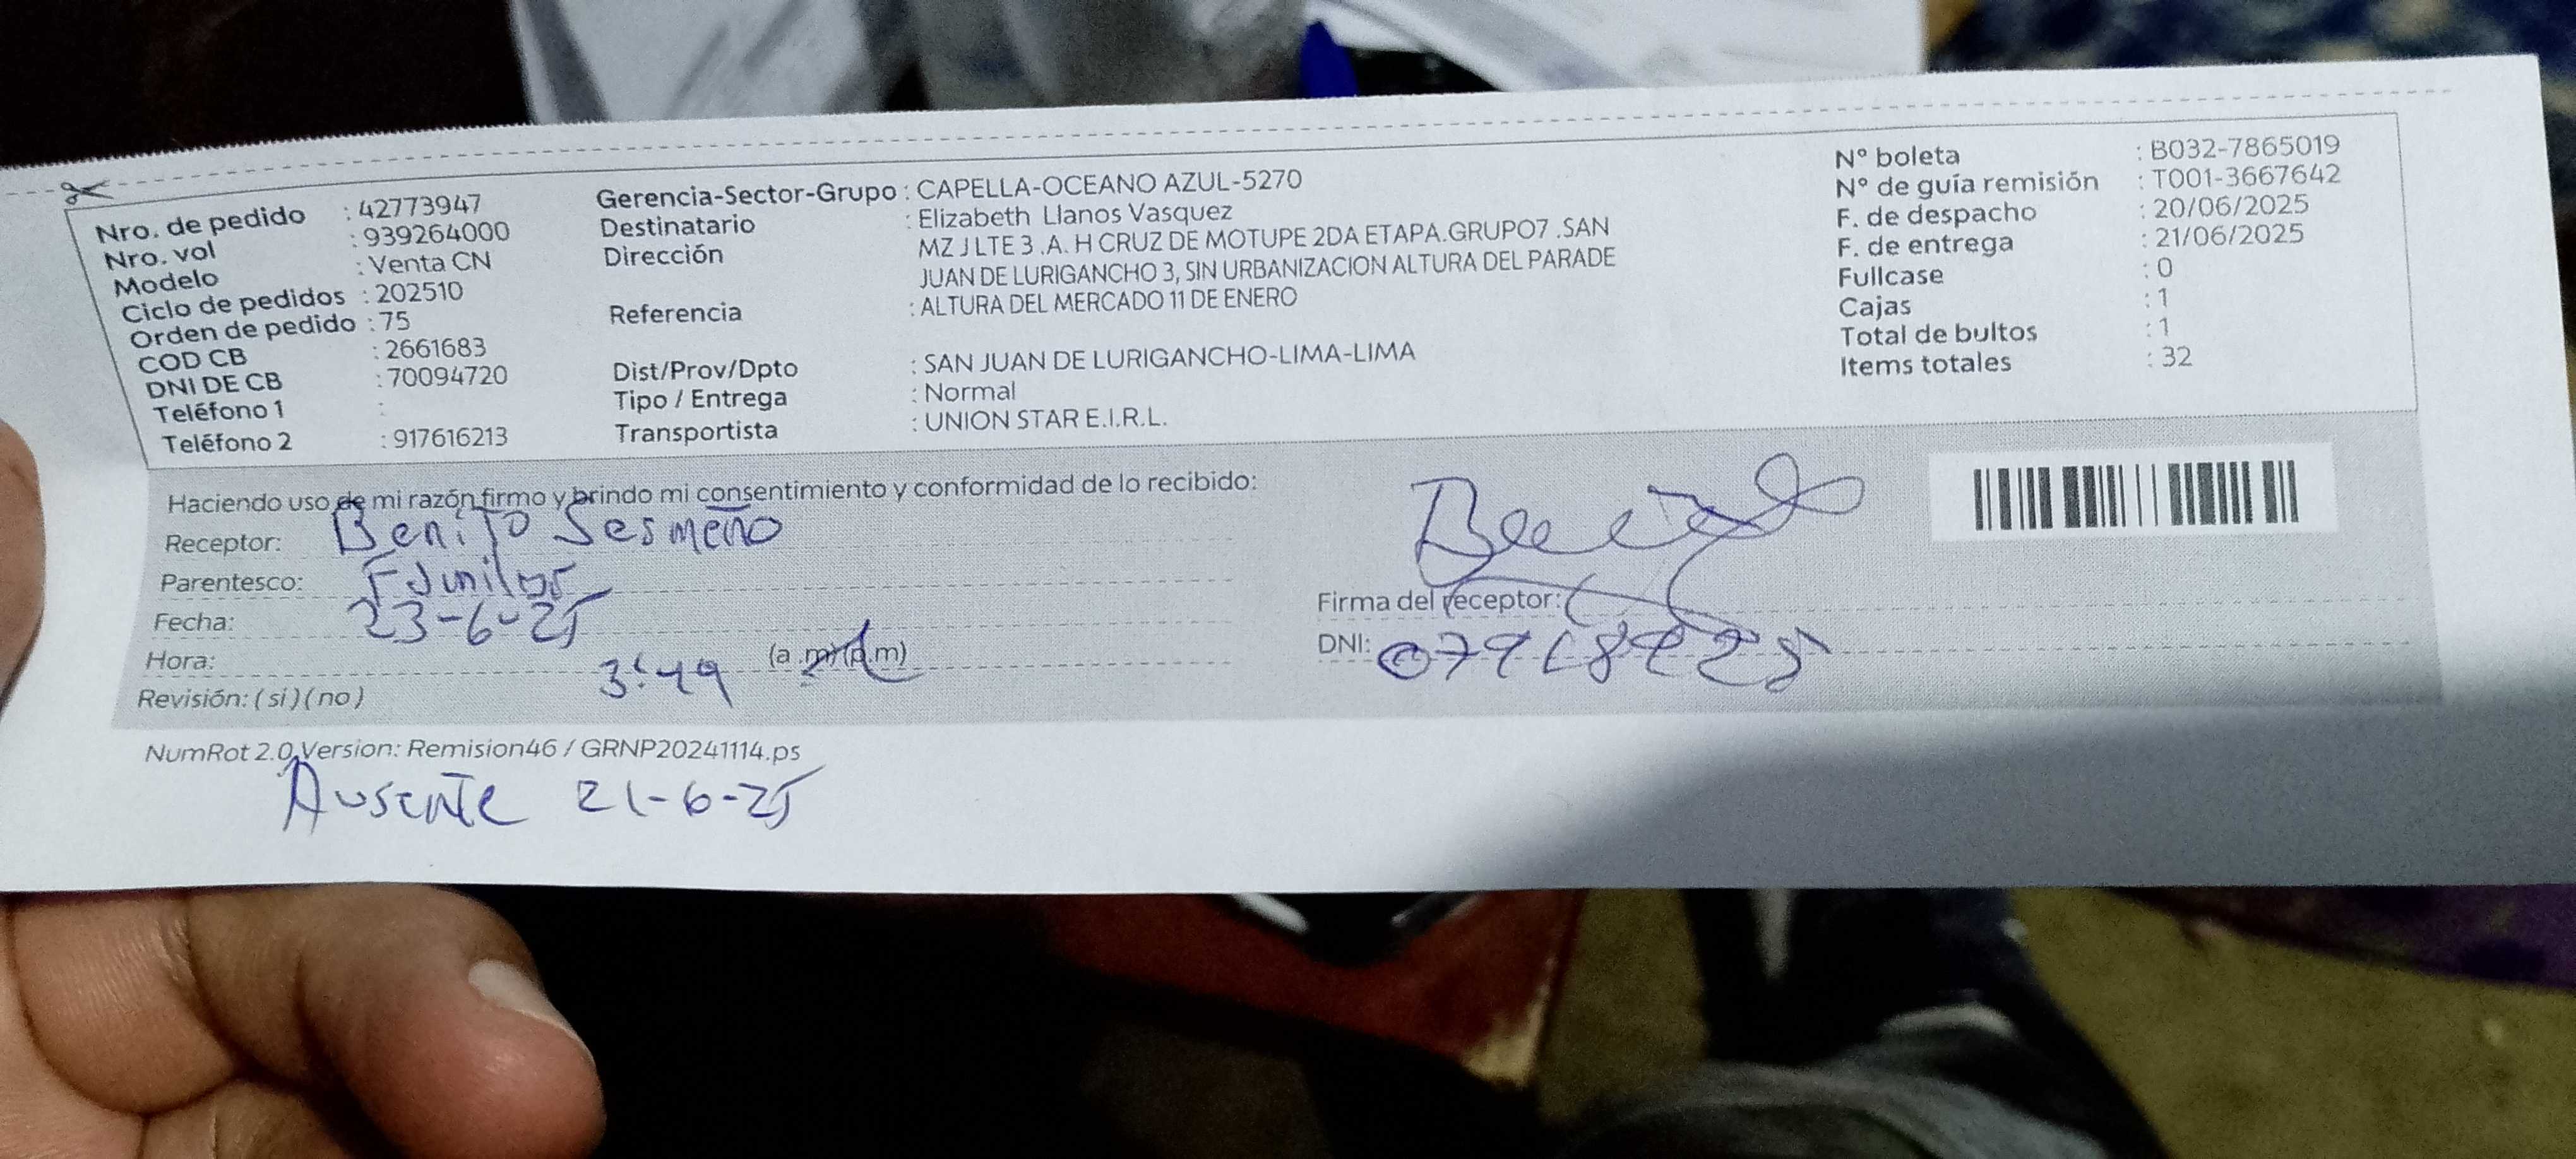 Nro. de pedido : 42773947
Nro. vol : 939264000
Modelo : Venta CN
Ciclo de pedidos : 202510
Orden de pedido : 75
COD CB : 2661683
DNI DE CB : 70094720
Teléfono 1 :
Teléfono 2 : 917616213
Gerencia-Sector-Grupo : CAPELLA-OCEANO AZUL-5270
Destinatario : Elizabeth Llanos Vasquez
Dirección MZ J LTE 3 .A. H CRUZ DE MOTUPE 2DA ETAPA.GRUPO7 .SAN
JUAN DE LURIGANCHO 3, SIN URBANIZACION ALTURA DEL PARADE
Referencia : ALTURA DEL MERCADO 11 DE ENERO
Dist/Prov/Dpto : SAN JUAN DE LURIGANCHO-LIMA-LIMA
Tipo / Entrega : Normal
Transportista : UNION STAR E.I.R.L.
N° boleta : B032-7865019
N° de guía remisión : T001-3667642
F. de despacho : 20/06/2025
F. de entrega : 21/06/2025
Fullcase : 0
Cajas : 1
Total de bultos : 1
Items totales : 32
Haciendo uso de mi razón firmo y brindo mi consentimiento y conformidad de lo recibido:
Receptor: Benito Sesmeño
Parentesco: Familiar
Fecha: 23-6-25
Hora: 3:49 (a.m) (p.m)
Revisión: ( si ) ( no )
Firma del receptor:
DNI:
NumRot 2.0 Version: Remision46 / GRNP20241114.ps
Ausente 21-6-25